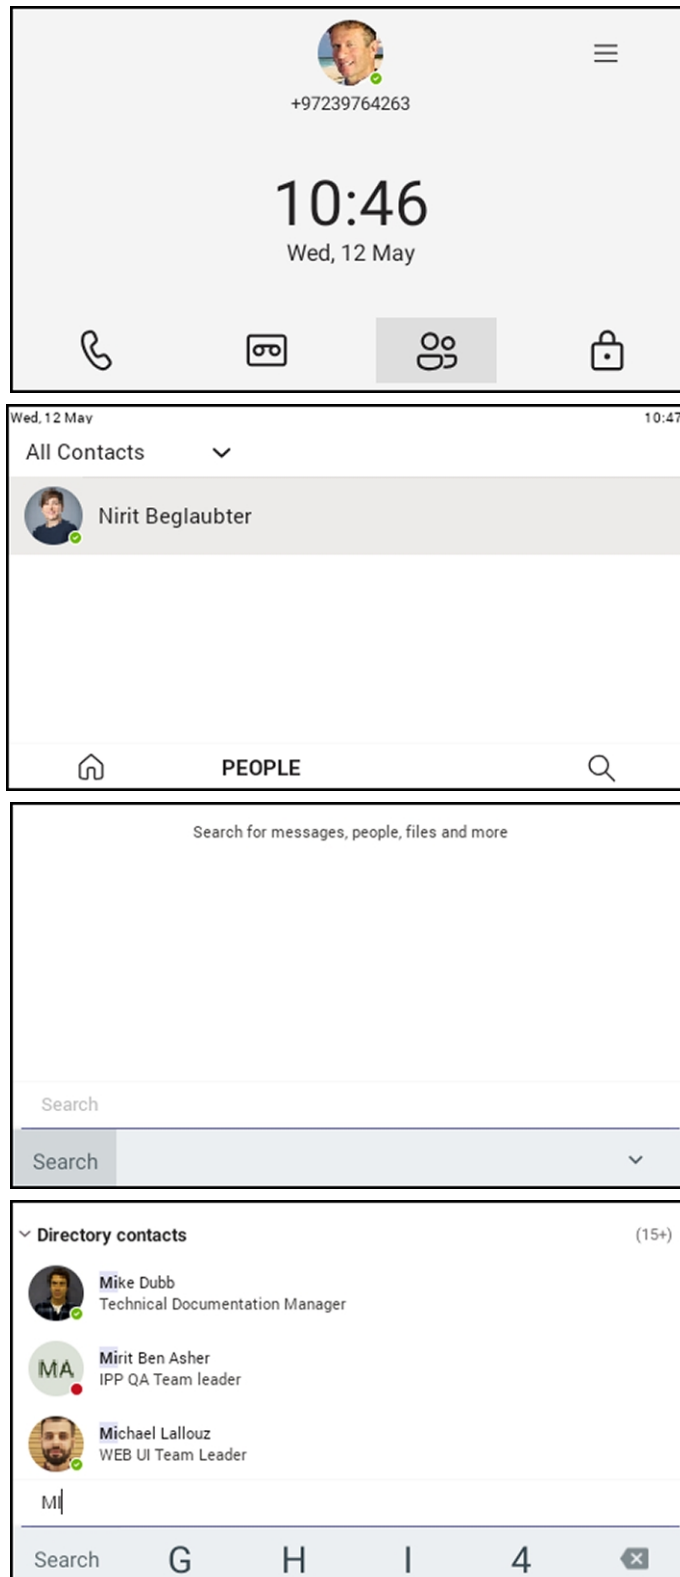 +97239764263
10:46
Wed, 12 May
Wed, 12 May 10:47
All Contacts
Nirit Beglaubter
PEOPLE
Search for messages, people, files and more
Search
Search
Directory contacts (15+)
Mike Dubb
Technical Documentation Manager
MA
Mirit Ben Asher
IPP QA Team leader
Michael Lallouz
WEB UI Team Leader
MI
Search G H I 4